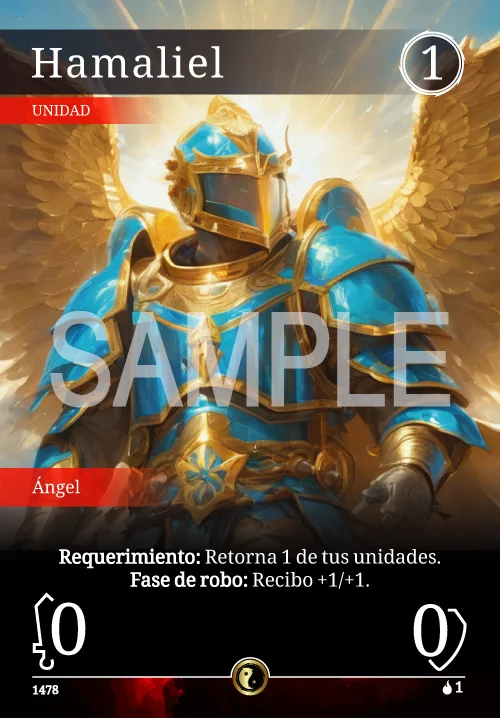 Hamaliel
1
UNIDAD
SAMPLE
Ángel
Requerimiento: Retorna 1 de tus unidades.
Fase de robo: Recibo +1/+1.
0
0
1478
1